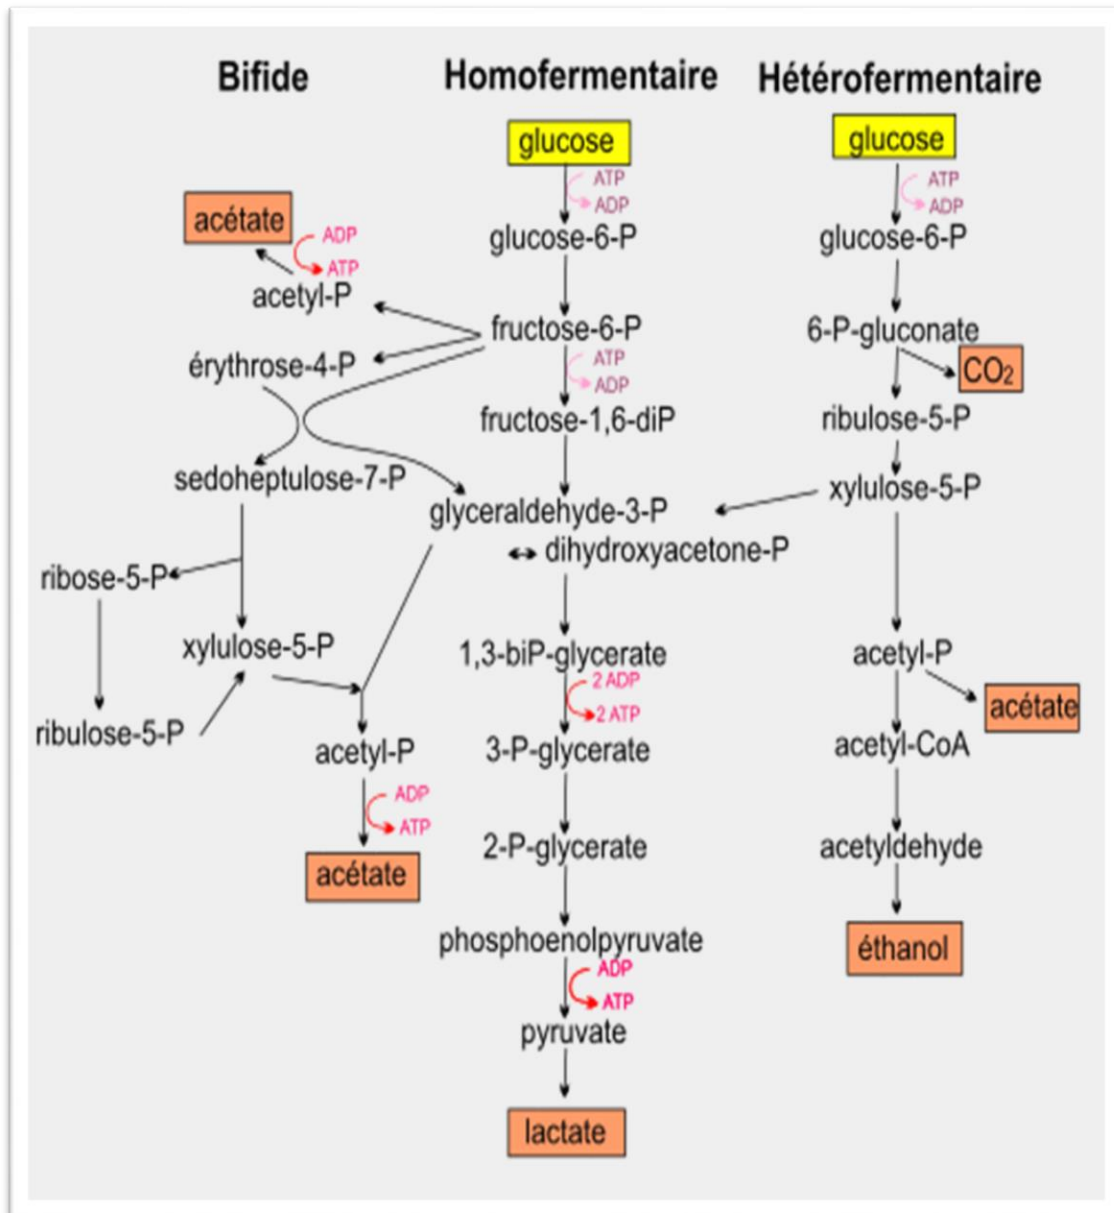 Bifide
Homofermentaire
Hétérofermentaire
acétate
ADP
ATP
acetyl-P
érythrose-4-P
sedoheptulose-7-P
ribose-5-P
xylulose-5-P
ribulose-5-P
acetyl-P
ADP
ATP
acétate
glucose
ATP
ADP
glucose-6-P
fructose-6-P
ATP
ADP
fructose-1,6-diP
glyceraldehyde-3-P
dihydroxyacetone-P
1,3-biP-glycerate
2 ADP
2 ATP
3-P-glycerate
2-P-glycerate
phosphoenolpyruvate
ADP
ATP
pyruvate
lactate
glucose
ATP
ADP
glucose-6-P
6-P-gluconate
CO₂
ribulose-5-P
xylulose-5-P
acetyl-P
acétate
acetyl-CoA
acetyldehyde
éthanol